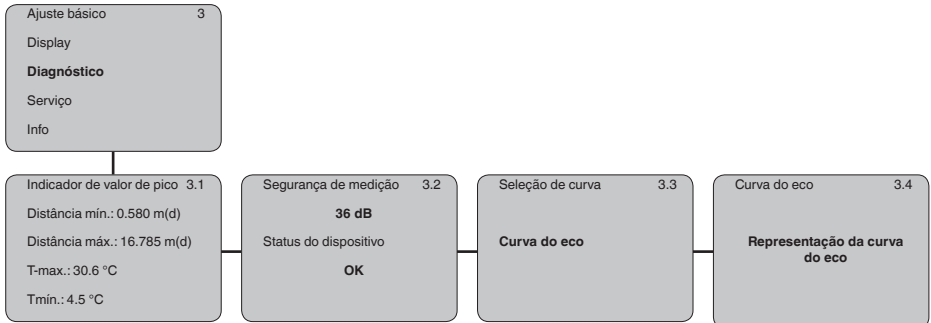 Ajuste básico 3
Display
Diagnóstico
Serviço
Info
Indicador de valor de pico 3.1
Distância mín.: 0.580 m(d)
Distância máx.: 16.785 m(d)
T-max.: 30.6 °C
Tmín.: 4.5 °C
Segurança de medição 3.2
36 dB
Status do dispositivo
OK
Seleção de curva 3.3
Curva do eco
Curva do eco 3.4
Representação da curva
do eco